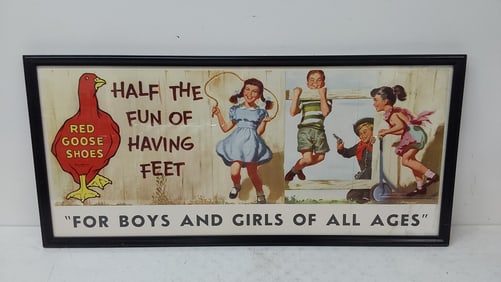 RED
GOOSE
SHOES
HALF THE
FUN OF
HAVING
FEET
"FOR BOYS AND GIRLS OF ALL AGES"